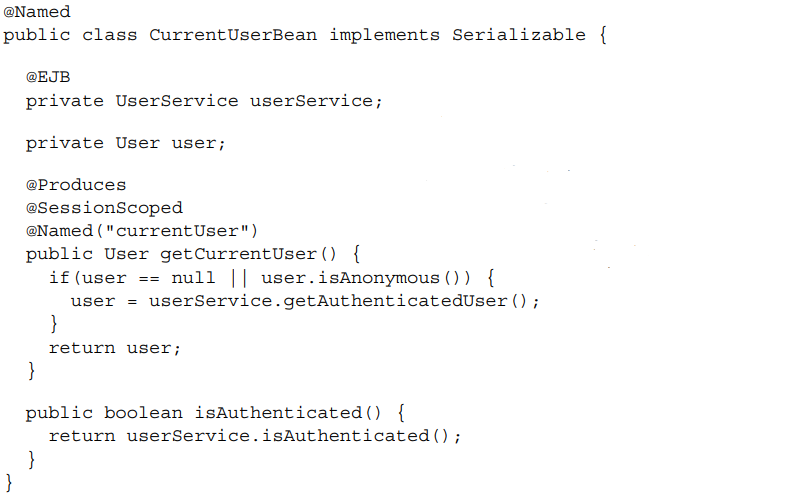 @Named
public class CurrentUserBean implements Serializable {
@EJB
private UserService userService;
private User user;
@Produces
@SessionScoped
@Named("currentUser")
public User getCurrentUser() {
if(user == null || user.isAnonymous()) {
user = userService.getAuthenticatedUser();
}
return user;
}
public boolean isAuthenticated() {
return userService.isAuthenticated();
}
}